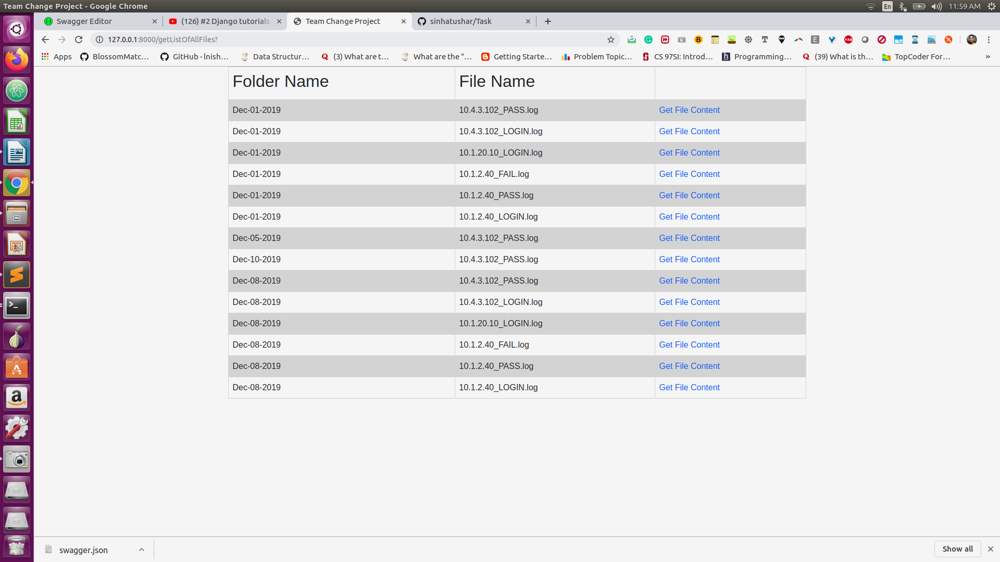 Team Change Project - Google Chrome
En
11:59 AM
Swagger Editor
(126) #2 Django tutorials
Team Change Project
sinhatushar/Task
127.0.0.1:8000/getListOfAllFiles?
Apps
BlossomMatc...
GitHub - lnish...
Data Structur...
(3) What are t...
What are the "...
Getting Starte...
Problem Topic...
CS 97SI: Introd...
Programming...
(39) What is th...
TopCoder For...
»
Folder Name File Name
Dec-01-2019 10.4.3.102_PASS.log Get File Content
Dec-01-2019 10.4.3.102_LOGIN.log Get File Content
Dec-01-2019 10.1.20.10_LOGIN.log Get File Content
Dec-01-2019 10.1.2.40_FAIL.log Get File Content
Dec-01-2019 10.1.2.40_PASS.log Get File Content
Dec-01-2019 10.1.2.40_LOGIN.log Get File Content
Dec-05-2019 10.4.3.102_PASS.log Get File Content
Dec-10-2019 10.4.3.102_PASS.log Get File Content
Dec-08-2019 10.4.3.102_PASS.log Get File Content
Dec-08-2019 10.4.3.102_LOGIN.log Get File Content
Dec-08-2019 10.1.20.10_LOGIN.log Get File Content
Dec-08-2019 10.1.2.40_FAIL.log Get File Content
Dec-08-2019 10.1.2.40_PASS.log Get File Content
Dec-08-2019 10.1.2.40_LOGIN.log Get File Content
swagger.json
Show all